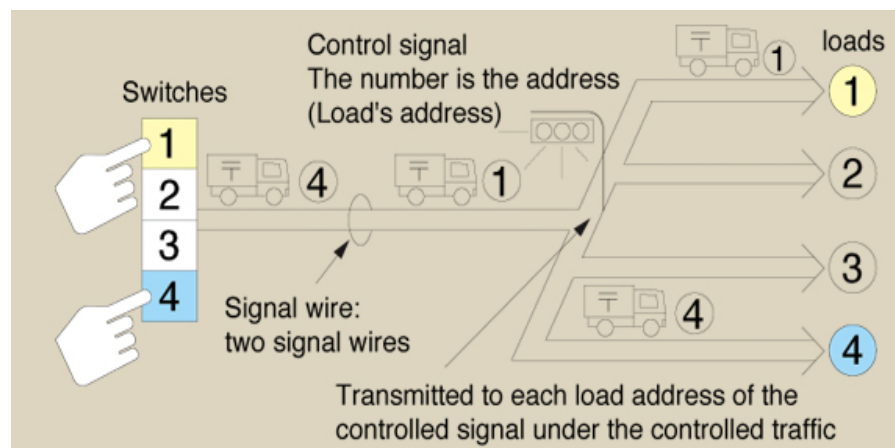 Control signal
The number is the address
(Load's address)
Switches
loads
1
2
3
4
〒 4
〒 1
〒 1
〒 4
1
2
3
4
Signal wire:
two signal wires
Transmitted to each load address of the
controlled signal under the controlled traffic